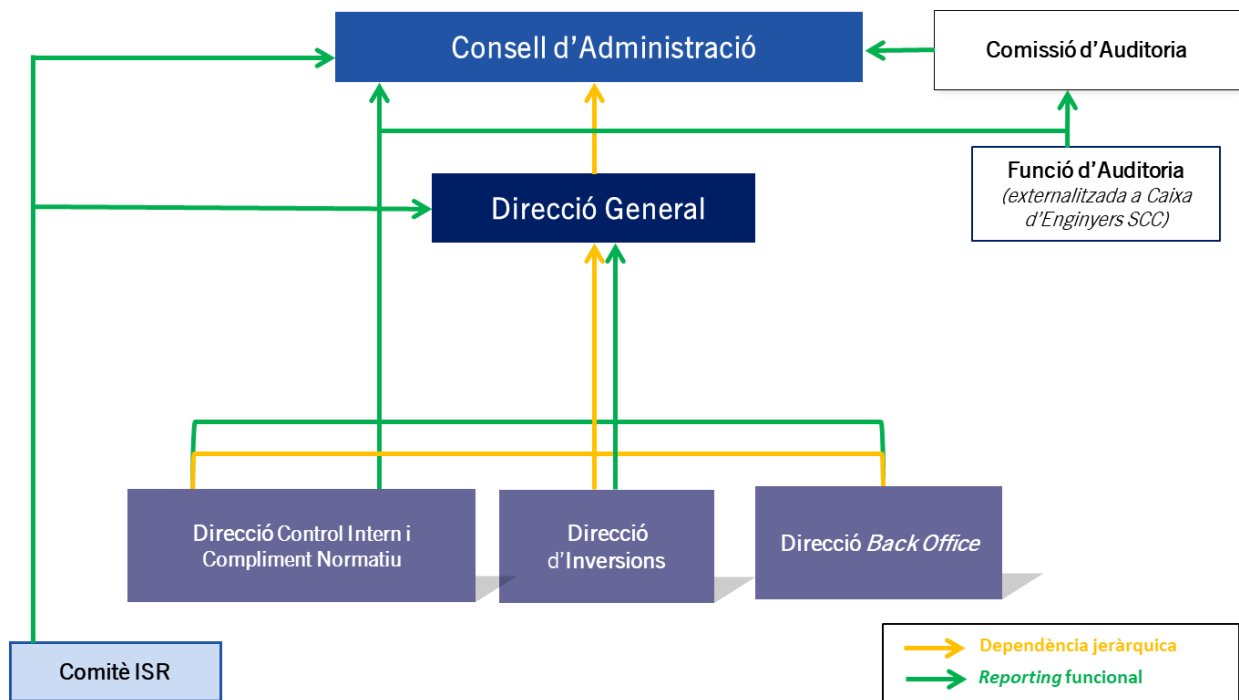 Consell d'Administració
Comissió d'Auditoria
Funció d'Auditoria
(externalitzada a Caixa
d'Enginyers SCC)
Direcció General
Direcció Control Intern i
Compliment Normatiu
Direcció
d'Inversions
Direcció Back Office
Comitè ISR
Dependència jeràrquica
Reporting funcional